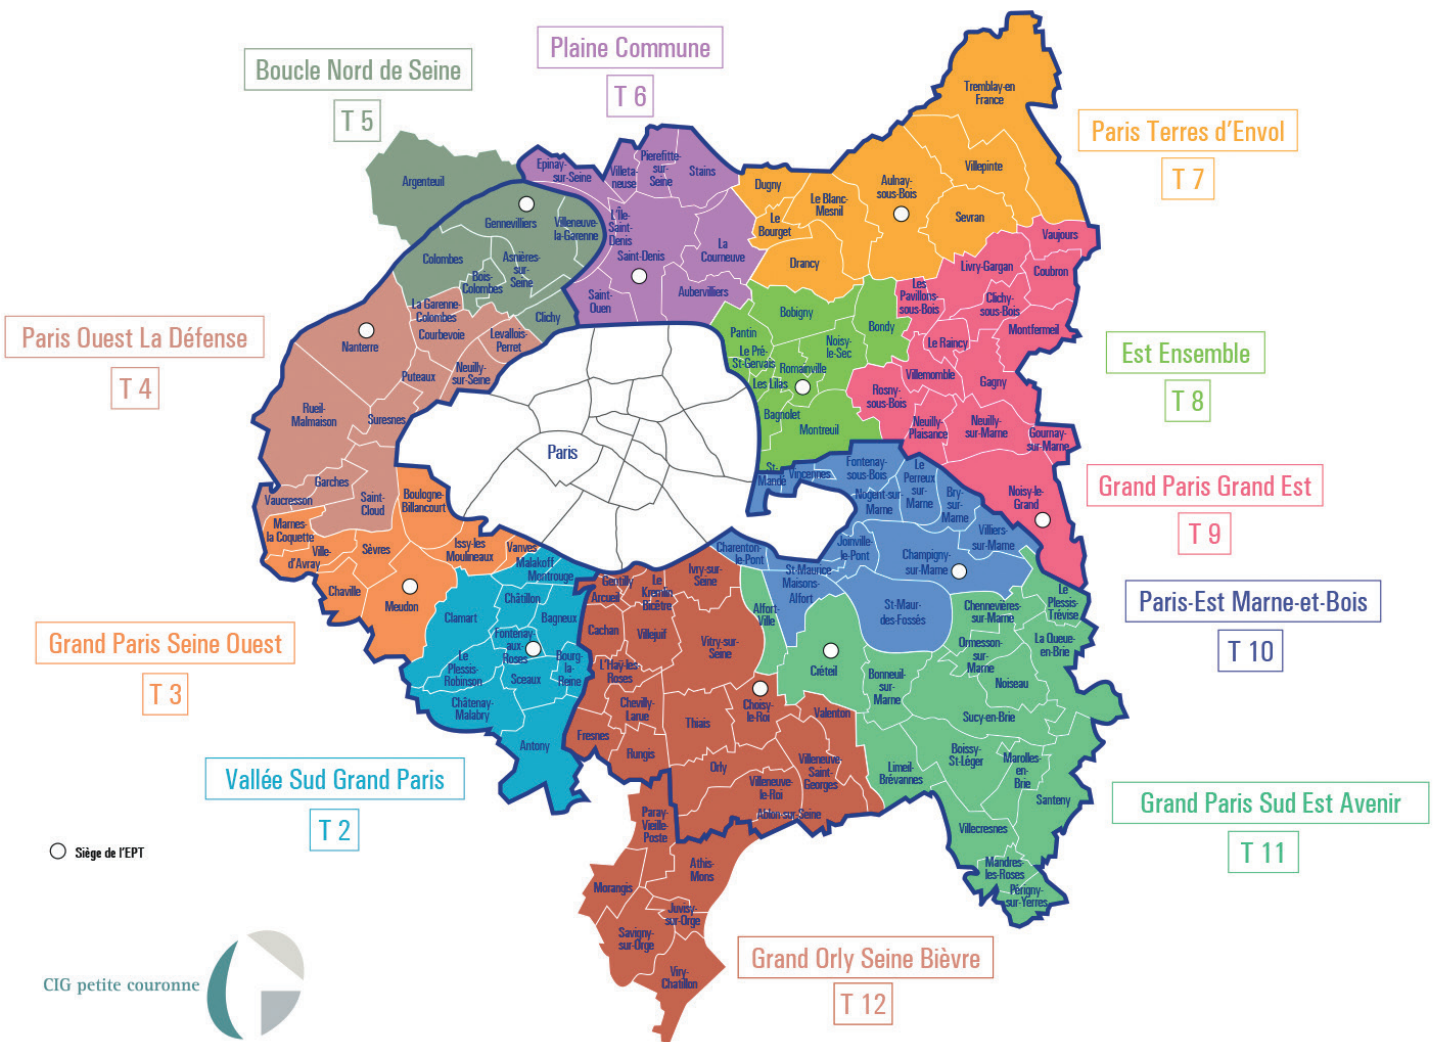 Plaine Commune
T 6
Boucle Nord de Seine
T 5
Paris Terres d'Envol
T 7
Paris Ouest La Défense
T 4
Est Ensemble
T 8
Grand Paris Grand Est
T 9
Grand Paris Seine Ouest
T 3
Paris-Est Marne-et-Bois
T 10
Vallée Sud Grand Paris
T 2
Grand Paris Sud Est Avenir
T 11
Grand Orly Seine Bièvre
T 12
Siège de l'EPT
CIG petite couronne
Argenteuil
Gennevilliers
Villeneuve-
la-Garenne
Colombes
Bois-
Colombes
Asnières-
sur-
Seine
Clichy
Epinay-
sur-Seine
Villeta-
neuse
Pierefitte-
sur-
Seine
Stains
L'Île-
Saint-
Denis
Saint-Denis
La
Courneuve
Saint-
Ouen
Aubervilliers
Tremblay-en
France
Villepinte
Dugny
Le Blanc-
Mesnil
Aulnay-
sous-Bois
Sevran
Le
Bourget
Drancy
La Garenne-
Colombes
Courbevoie
Levallois-
Perret
Nanterre
Puteaux
Neuilly-
sur-Seine
Rueil-
Malmaison
Suresnes
Garches
Vaucresson
Saint-
Cloud
Paris
Bobigny
Bondy
Pantin
Noisy-
le-Sec
Le Pré-
St-Gervais
Romainville
Les Lilas
Bagnolet
Montreuil
Vaujours
Livry-Gargan
Coubron
Les
Pavillons-
sous-Bois
Clichy-
sous-Bois
Montfermeil
Le Raincy
Villemomble
Gagny
Rosny-
sous-Bois
Neuilly-
Plaisance
Neuilly-
sur-Marne
Gournay-
sur-Marne
Noisy-le-
Grand
Boulogne-
Billancourt
Marnes-
la Coquette
Ville-
d'Avray
Sèvres
Issy-les
Moulineaux
Vanves
Chaville
Meudon
Malakoff
Montrouge
Châtillon
Clamart
Bagneux
Fontenay-
aux-
Roses
Le
Plessis-
Robinson
Bourg-
la-
Reine
Sceaux
Châtenay-
Malabry
Antony
St-
Mandé
Vincennes
Fontenay-
sous-Bois
Le
Perreux
sur-
Marne
Nogent-sur-
Marne
Bry-
sur-
Marne
Joinville-
le-Pont
Villiers-
sur-Marne
Champigny-
sur-Marne
Charenton-
le-Pont
St-Maurice
Maisons-
Alfort
St-Maur-
des-Fossés
Gentilly
Le
Kremlin
Bicêtre
Ivry-sur-
Seine
Arcueil
Cachan
Villejuif
Vitry-sur-
Seine
L'Haÿ-les
Roses
Chevilly-
Larue
Thiais
Choisy-
le-Roi
Valenton
Fresnes
Rungis
Orly
Villeneuve-
le-Roi
Villeneuve
Saint-
Georges
Ablon-sur-Seine
Paray-
Vieille-
Poste
Athis-
Mons
Morangis
Juvisy-
sur-Orge
Savigny-
sur-Orge
Viry-
Chatillon
Alfort-
Ville
Créteil
Chennevières-
sur-Marne
Le
Plessis-
Trévise
Ormesson-
sur-
Marne
La Queue-
en-Brie
Bonneuil-
sur-
Marne
Noiseau
Sucy-en-Brie
Limeil-
Brévannes
Boissy-
St-Léger
Marolles-
en-
Brie
Santeny
Villecresnes
Mandres-
les-Roses
Périgny-
sur-Yerres